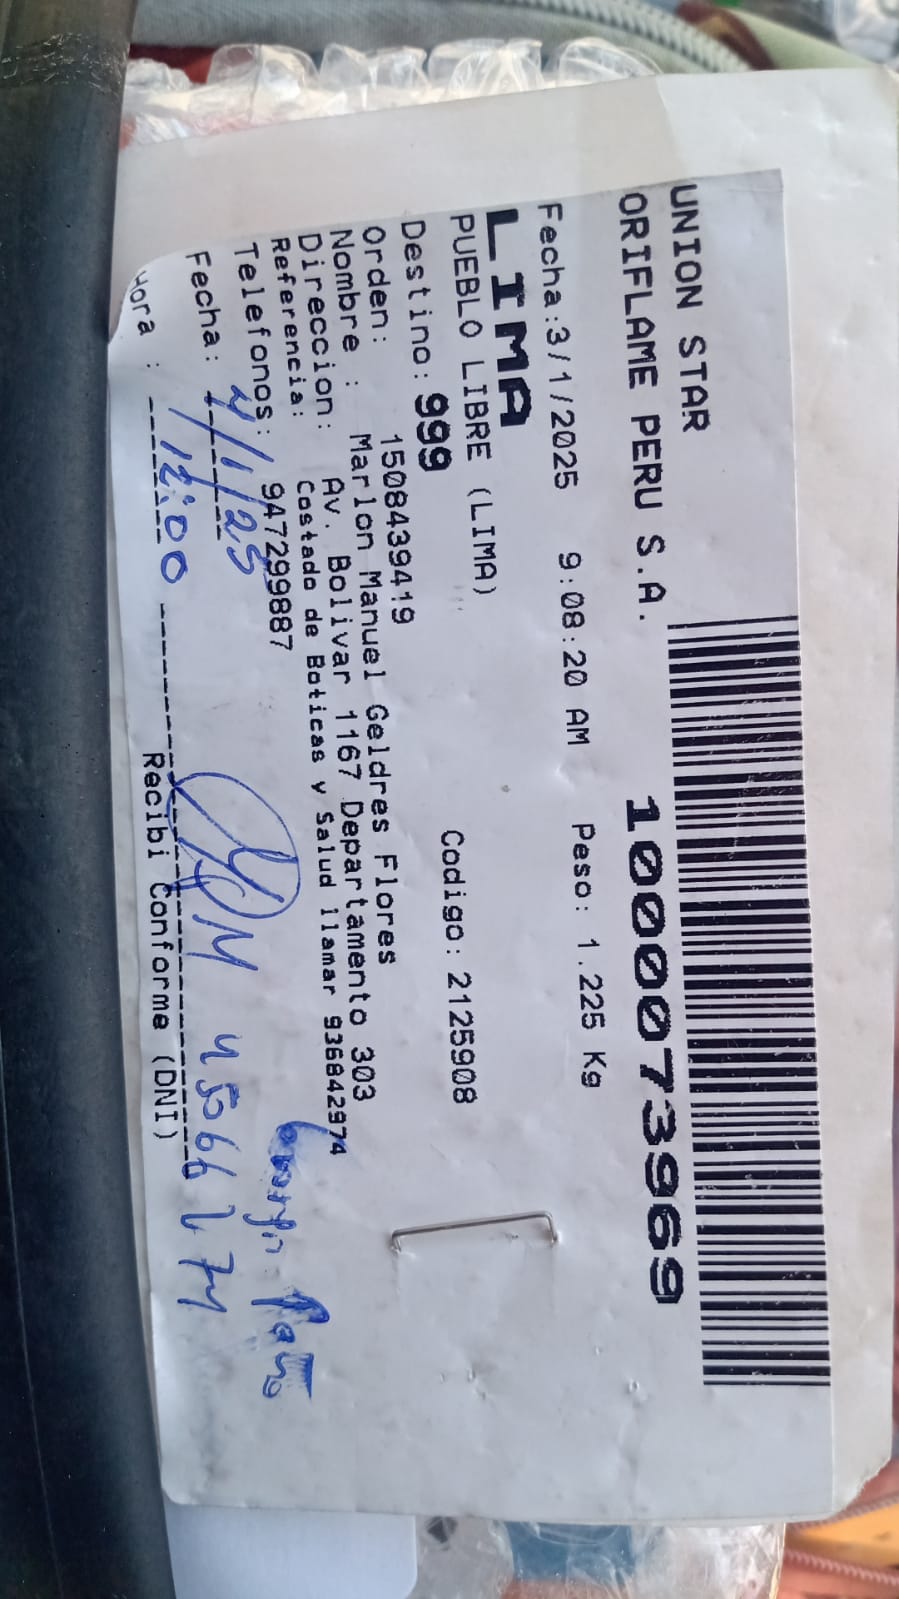 UNION STAR
ORIFLAME PERU S.A. 1000073969
Fecha:3/1/2025 9:08:20 AM Peso: 1.225 Kg
LIMA
PUEBLO LIBRE (LIMA)
Destino: 999 Codigo: 2125908
Orden: 1508439419
Nombre : Marlon Manuel Geldres Flores
Direccion: Av. Bolivar 1167 Departamento 303
Referencia: Costado de Boticas y Salud llamar 936842974
Telefonos: 947299887
Fecha: 4/1/25
Hora : 12:00
Recibi Conforme (DNI)